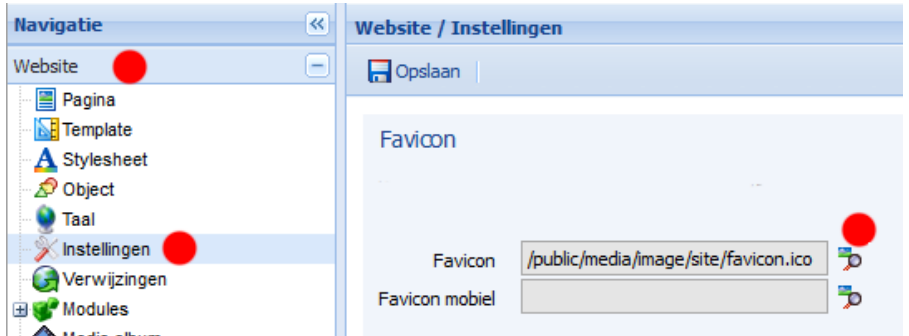 Navigatie
Website / Instellingen
Website
Opslaan
Pagina
Template
Stylesheet
Object
Taal
Instellingen
Verwijzingen
Modules
Favicon
Favicon /public/media/image/site/favicon.ico
Favicon mobiel